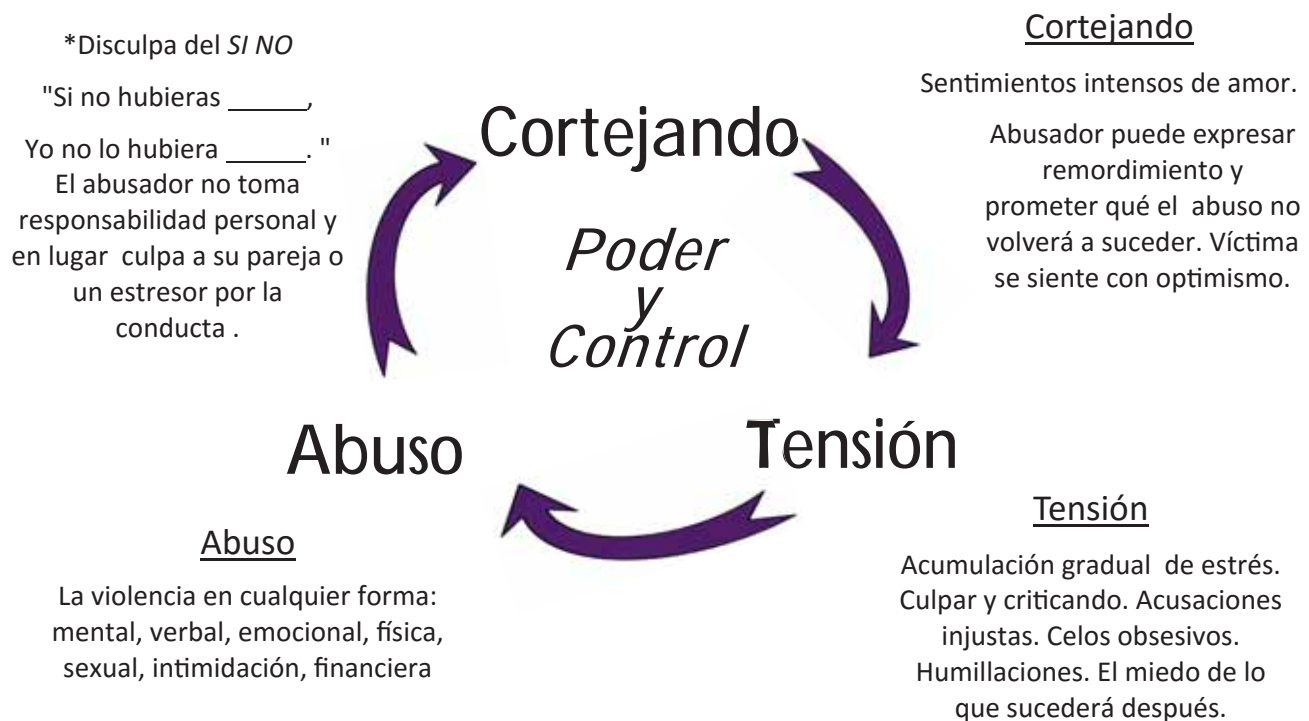 *Disculpa del SI NO
"Si no hubieras ______,
Yo no lo hubiera ______. "
El abusador no toma
responsabilidad personal y
en lugar culpa a su pareja o
un estresor por la
conducta .
Cortejando
Sentimientos intensos de amor.
Abusador puede expresar
remordimiento y
prometer qué el abuso no
volverá a suceder. Víctima
se siente con optimismo.
Cortejando
Poder
y
Control
Abuso
Tensión
Abuso
La violencia en cualquier forma:
mental, verbal, emocional, física,
sexual, intimidación, financiera
Tensión
Acumulación gradual de estrés.
Culpar y criticando. Acusaciones
injustas. Celos obsesivos.
Humillaciones. El miedo de lo
que sucederá después.